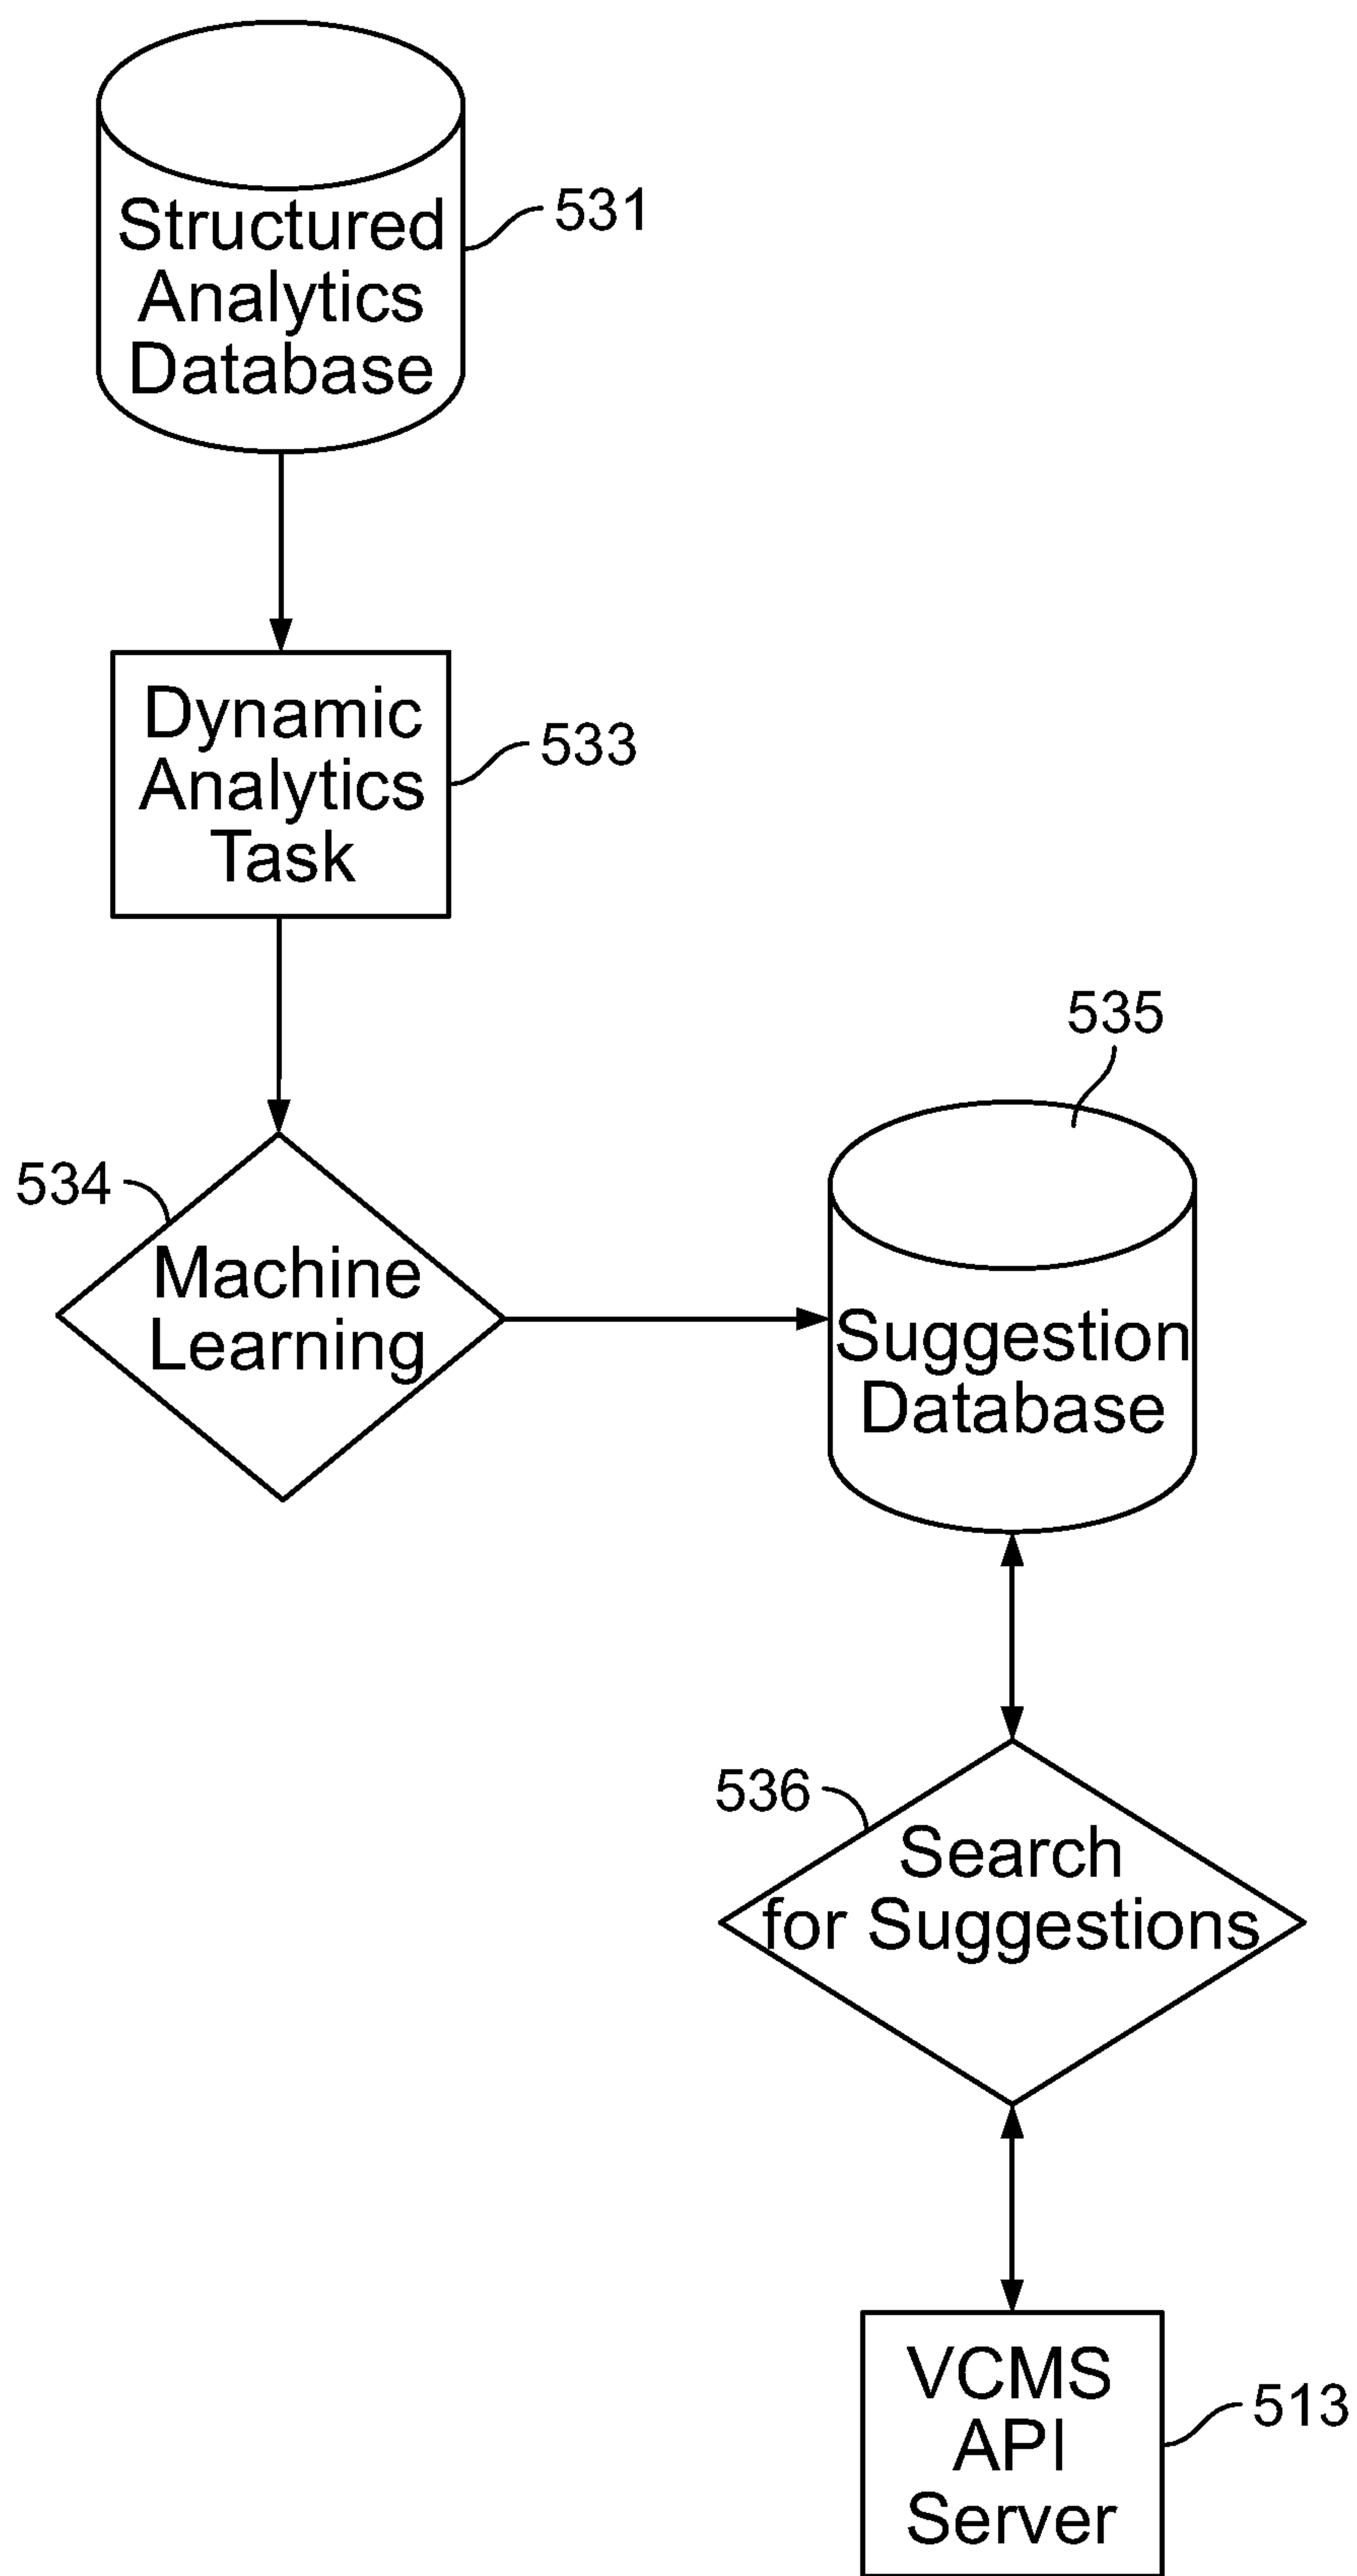 Structured
Analytics
Database
531
Dynamic
Analytics
Task
533
535
534
Machine
Learning
Suggestion
Database
536
Search
for Suggestions
VCMS
API
Server
513